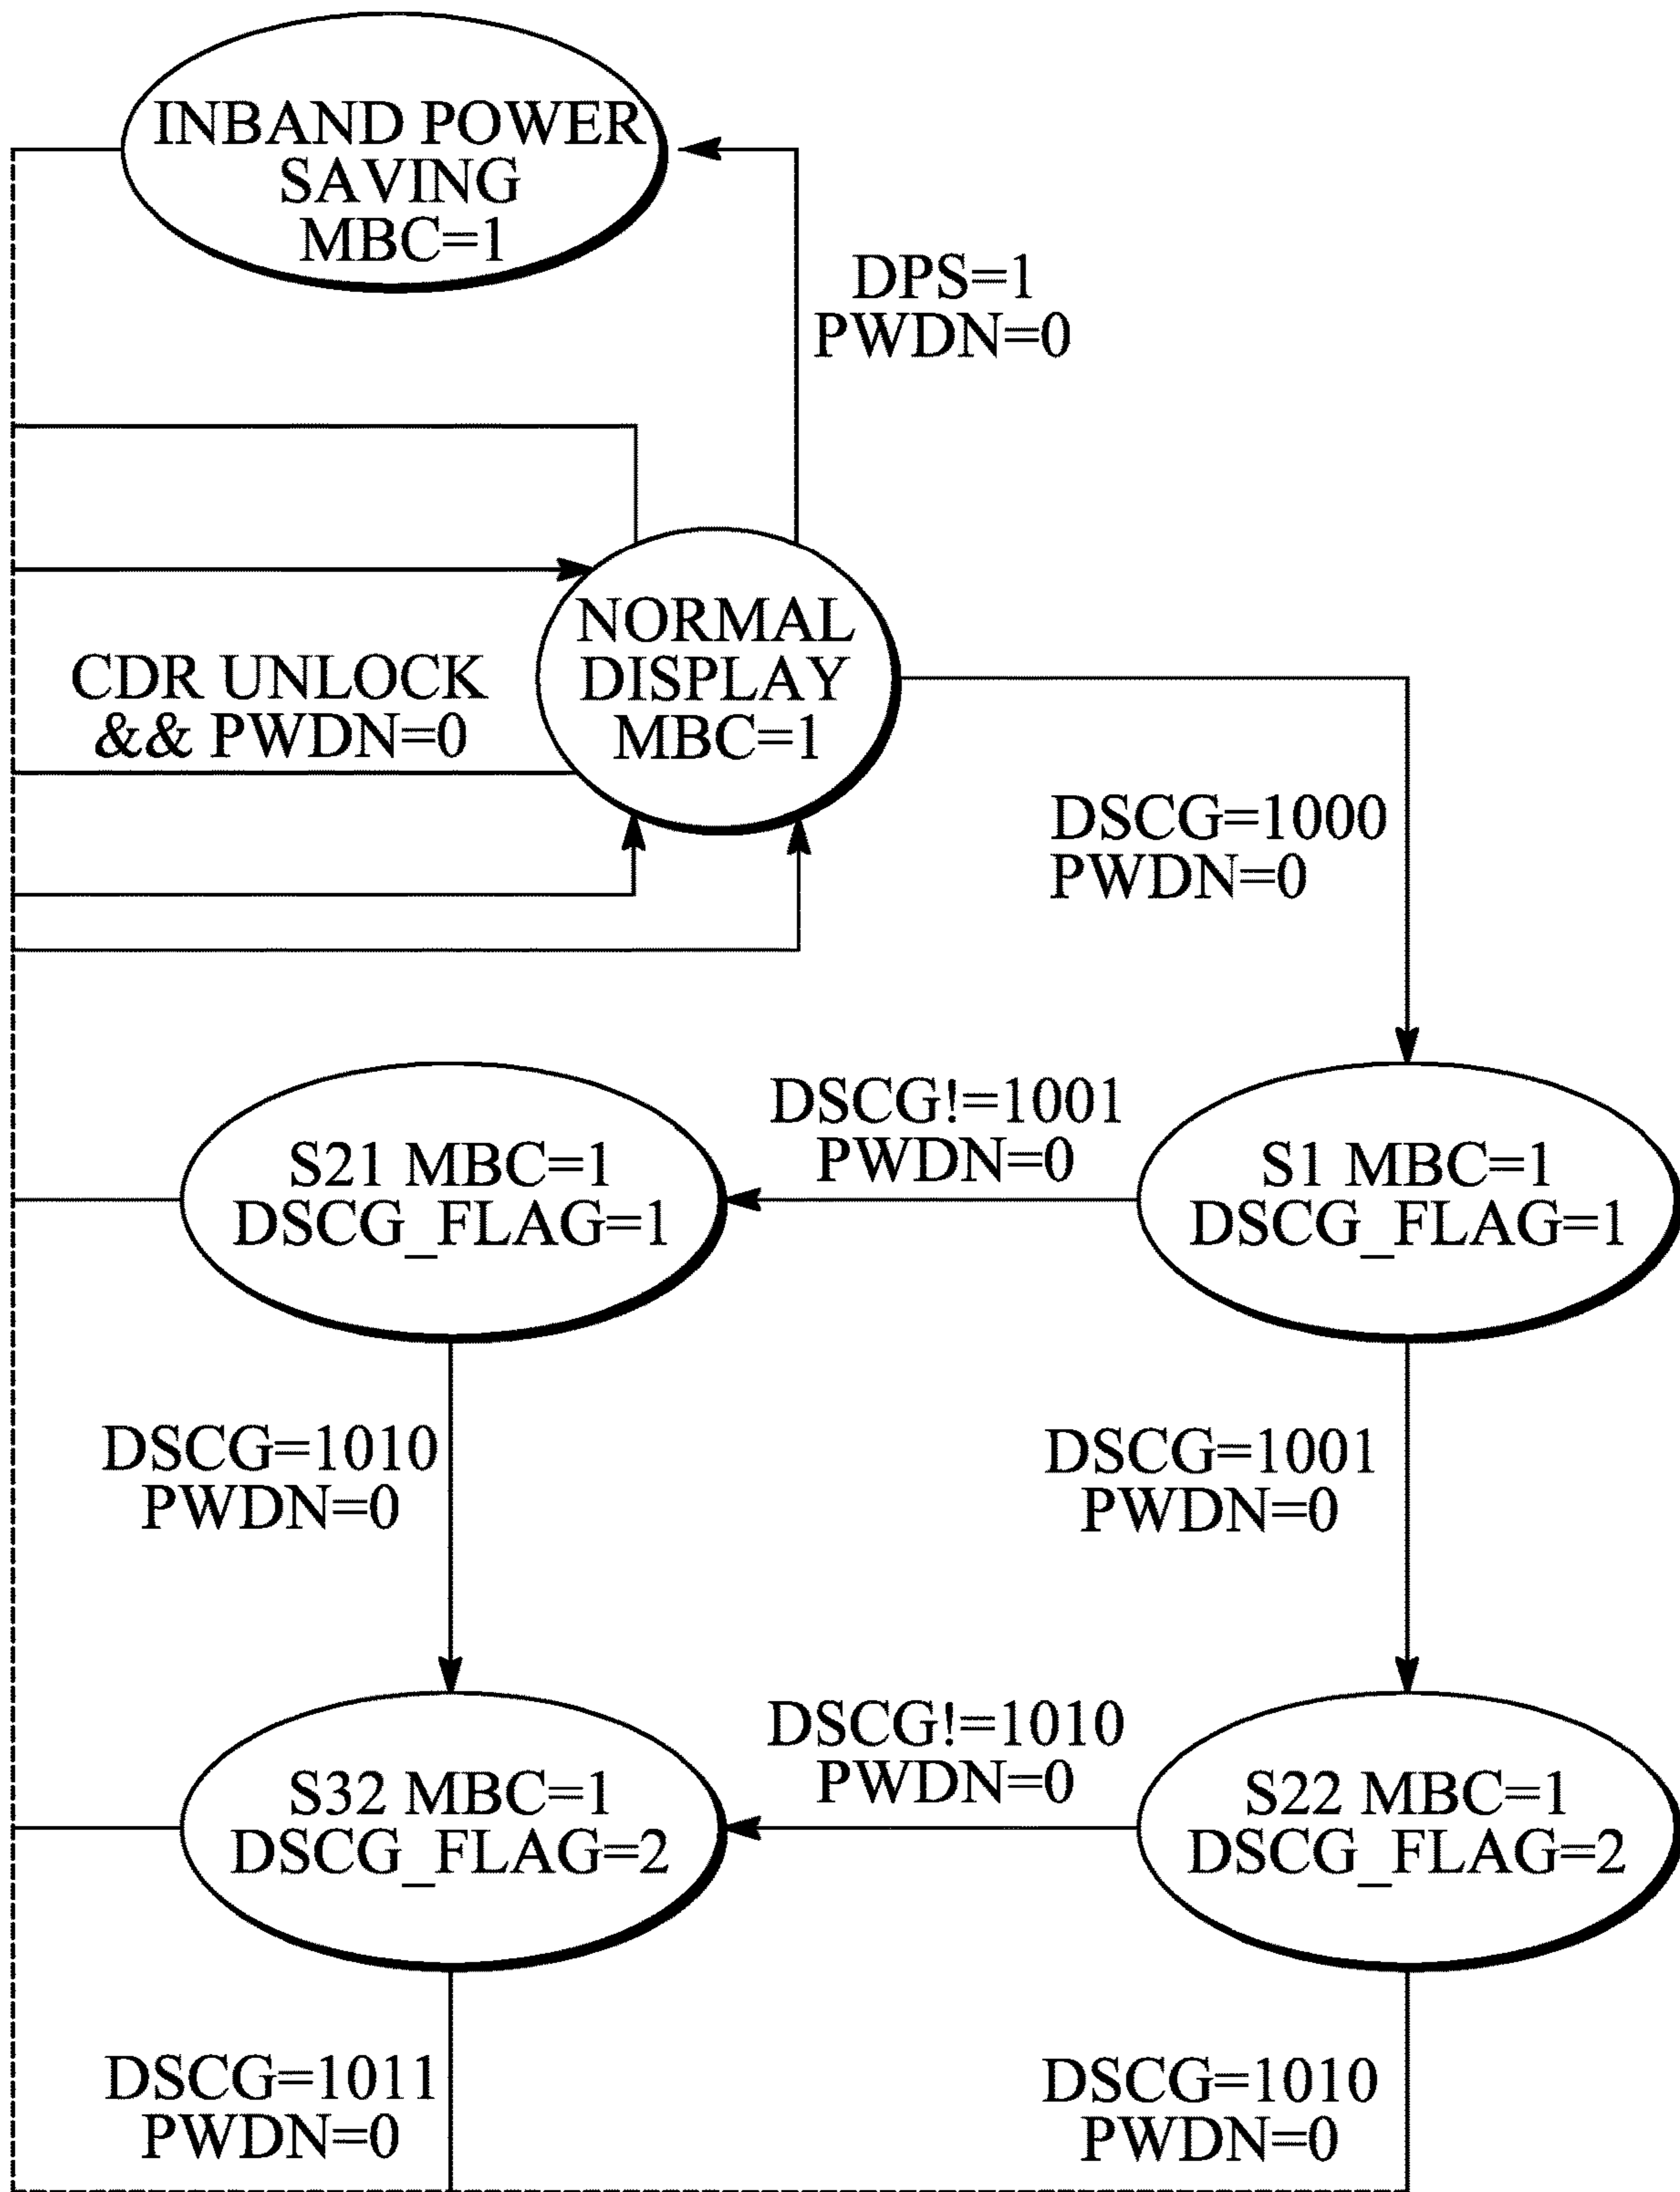 INBAND POWER
SAVING
MBC=1
DPS=1
PWDN=0
NORMAL
DISPLAY
MBC=1
CDR UNLOCK
&& PWDN=0
DSCG=1000
PWDN=0
DSCG!=1001
PWDN=0
S21 MBC=1
DSCG_FLAG=1
S1 MBC=1
DSCG_FLAG=1
DSCG=1010
PWDN=0
DSCG=1001
PWDN=0
DSCG!=1010
PWDN=0
S32 MBC=1
DSCG_FLAG=2
S22 MBC=1
DSCG_FLAG=2
DSCG=1011
PWDN=0
DSCG=1010
PWDN=0